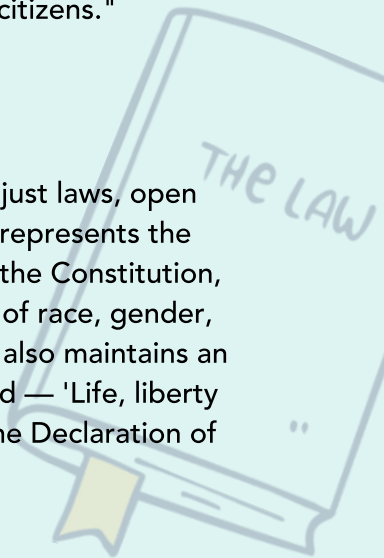 citizens."
THE LAW
just laws, open
represents the
the Constitution,
of race, gender,
also maintains an
d — 'Life, liberty
he Declaration of